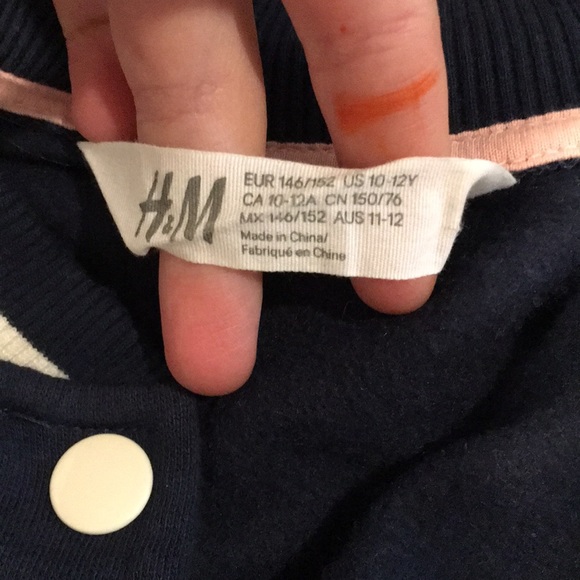 H&M
EUR 146/152 US 10-12Y
CA 10-12A CN 150/76
MX 146/152 AUS 11-12
Made in China/
Fabriqué en Chine